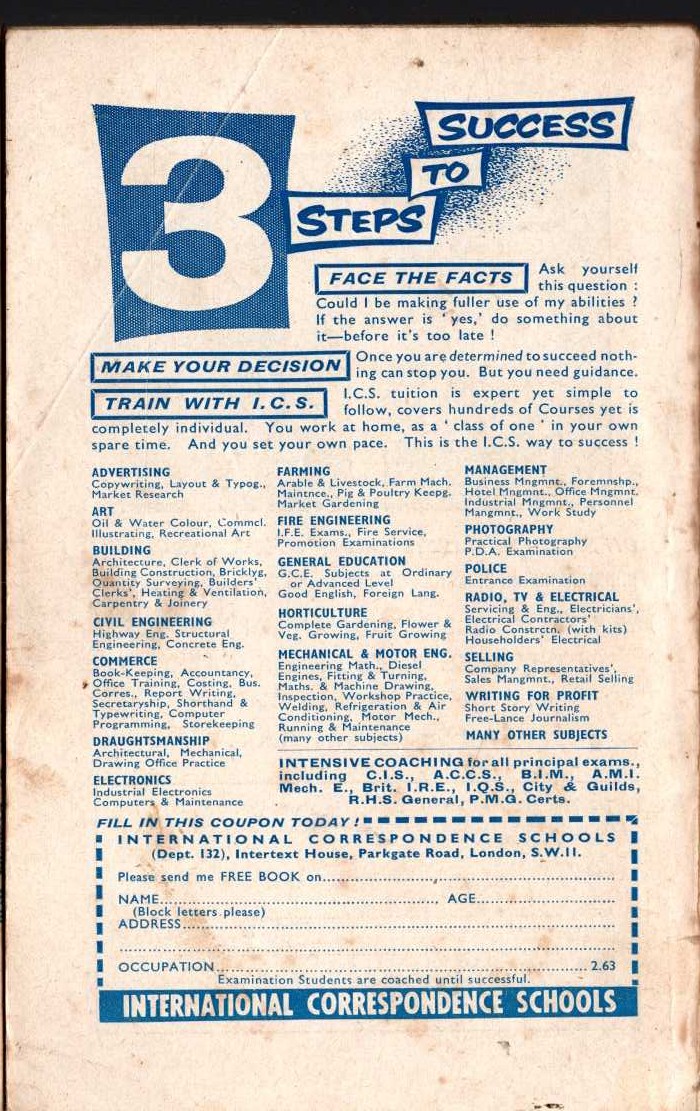 3
STEPS
TO
SUCCESS
FACE THE FACTS
Ask yourself
this question :
Could I be making fuller use of my abilities ?
If the answer is ' yes,' do something about
it—before it's too late !
MAKE YOUR DECISION
Once you are determined to succeed noth-
ing can stop you. But you need guidance.
TRAIN WITH I.C.S.
I.C.S. tuition is expert yet simple to
follow, covers hundreds of Courses yet is
completely individual. You work at home, as a ' class of one ' in your own
spare time. And you set your own pace. This is the I.C.S. way to success !
ADVERTISING
Copywriting, Layout & Typog.,
Market Research
ART
Oil & Water Colour, Commcl.
Illustrating, Recreational Art
BUILDING
Architecture, Clerk of Works,
Building Construction, Bricklyg,
Quantity Surveying, Builders'
Clerks', Heating & Ventilation,
Carpentry & Joinery
CIVIL ENGINEERING
Highway Eng. Structural
Engineering, Concrete Eng.
COMMERCE
Book-Keeping, Accountancy,
Office Training, Costing, Bus.
Corres., Report Writing,
Secretaryship, Shorthand &
Typewriting, Computer
Programming, Storekeeping
DRAUGHTSMANSHIP
Architectural, Mechanical,
Drawing Office Practice
ELECTRONICS
Industrial Electronics
Computers & Maintenance
FARMING
Arable & Livestock, Farm Mach.
Maintnce., Pig & Poultry Keepg.
Market Gardening
FIRE ENGINEERING
I.F.E. Exams., Fire Service,
Promotion Examinations
GENERAL EDUCATION
G.C.E. Subjects at Ordinary
or Advanced Level
Good English, Foreign Lang.
HORTICULTURE
Complete Gardening, Flower &
Veg. Growing, Fruit Growing
MECHANICAL & MOTOR ENG.
Engineering Math., Diesel
Engines, Fitting & Turning,
Maths. & Machine Drawing,
Inspection, Workshop Practice,
Welding, Refrigeration & Air
Conditioning, Motor Mech.,
Running & Maintenance
(many other subjects)
MANAGEMENT
Business Mngmnt., Foremnshp.,
Hotel Mngmnt., Office Mngmnt.
Industrial Mngmnt., Personnel
Mangmnt., Work Study
PHOTOGRAPHY
Practical Photography
P.D.A. Examination
POLICE
Entrance Examination
RADIO, TV & ELECTRICAL
Servicing & Eng., Electricians',
Electrical Contractors'
Radio Constrctn. (with kits)
Householders' Electrical
SELLING
Company Representatives',
Sales Mangmnt., Retail Selling
WRITING FOR PROFIT
Short Story Writing
Free-Lance Journalism
MANY OTHER SUBJECTS
INTENSIVE COACHING for all principal exams.,
including C.I.S., A.C.C.S., B.I.M., A.M.I.
Mech. E., Brit. I.R.E., I.Q.S., City & Guilds,
R.H.S. General, P.M.G. Certs.
FILL IN THIS COUPON TODAY !
INTERNATIONAL CORRESPONDENCE SCHOOLS
(Dept. 132), Intertext House, Parkgate Road, London, S.W.11.
Please send me FREE BOOK on
NAME AGE
(Block letters please)
ADDRESS
OCCUPATION 2.63
Examination Students are coached until successful.
INTERNATIONAL CORRESPONDENCE SCHOOLS